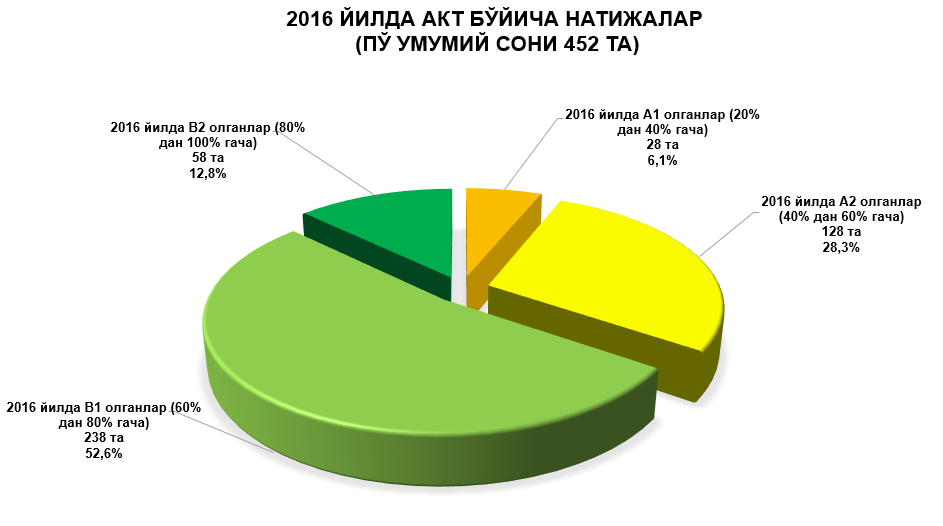 2016 ЙИЛДА АКТ БЎЙИЧА НАТИЖАЛАР
(ПЎ УМУМИЙ СОНИ 452 ТА)
2016 йилда В2 олганлар (80%
дан 100% гача)
58 та
12,8%
2016 йилда А1 олганлар (20%
дан 40% гача)
28 та
6,1%
2016 йилда А2 олганлар
(40% дан 60% гача)
128 та
28,3%
2016 йилда В1 олганлар (60%
дан 80% гача)
238 та
52,6%